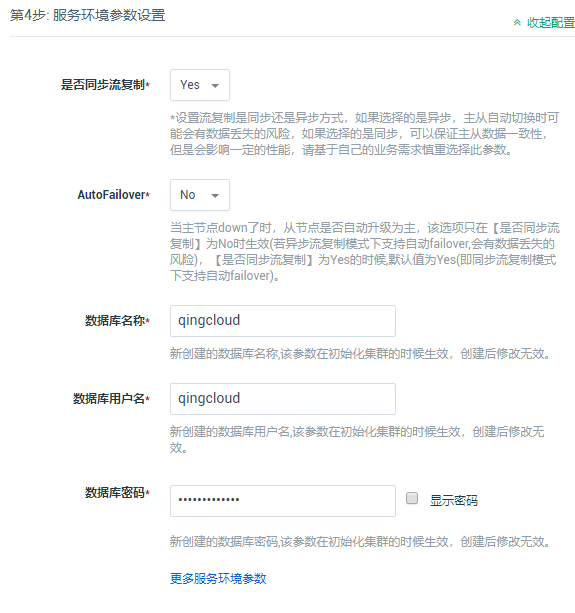 第4步: 服务环境参数设置
收起配置
是否同步流复制*
Yes
*设置流复制是同步还是异步方式，如果选择的是异步，主从自动切换时可
能会有数据丢失的风险，如果选择的是同步，可以保证主从数据一致性，
但是会影响一定的性能，请基于自己的业务需求慎重选择此参数。
AutoFailover*
No
当主节点down了时，从节点是否自动升级为主，该选项只在【是否同步流
复制】为No时生效(若异步流复制模式下支持自动failover,会有数据丢失的
风险)，【是否同步流复制】为Yes的时候,默认值为Yes(即同步流复制模式
下支持自动failover)。
数据库名称*
qingcloud
新创建的数据库名称,该参数在初始化集群的时候生效，创建后修改无效。
数据库用户名*
qingcloud
新创建的数据库用户名,该参数在初始化集群的时候生效，创建后修改无
效。
数据库密码*
•••••••••••••
显示密码
新创建的数据库密码,该参数在初始化集群的时候生效，创建后修改无效。
更多服务环境参数